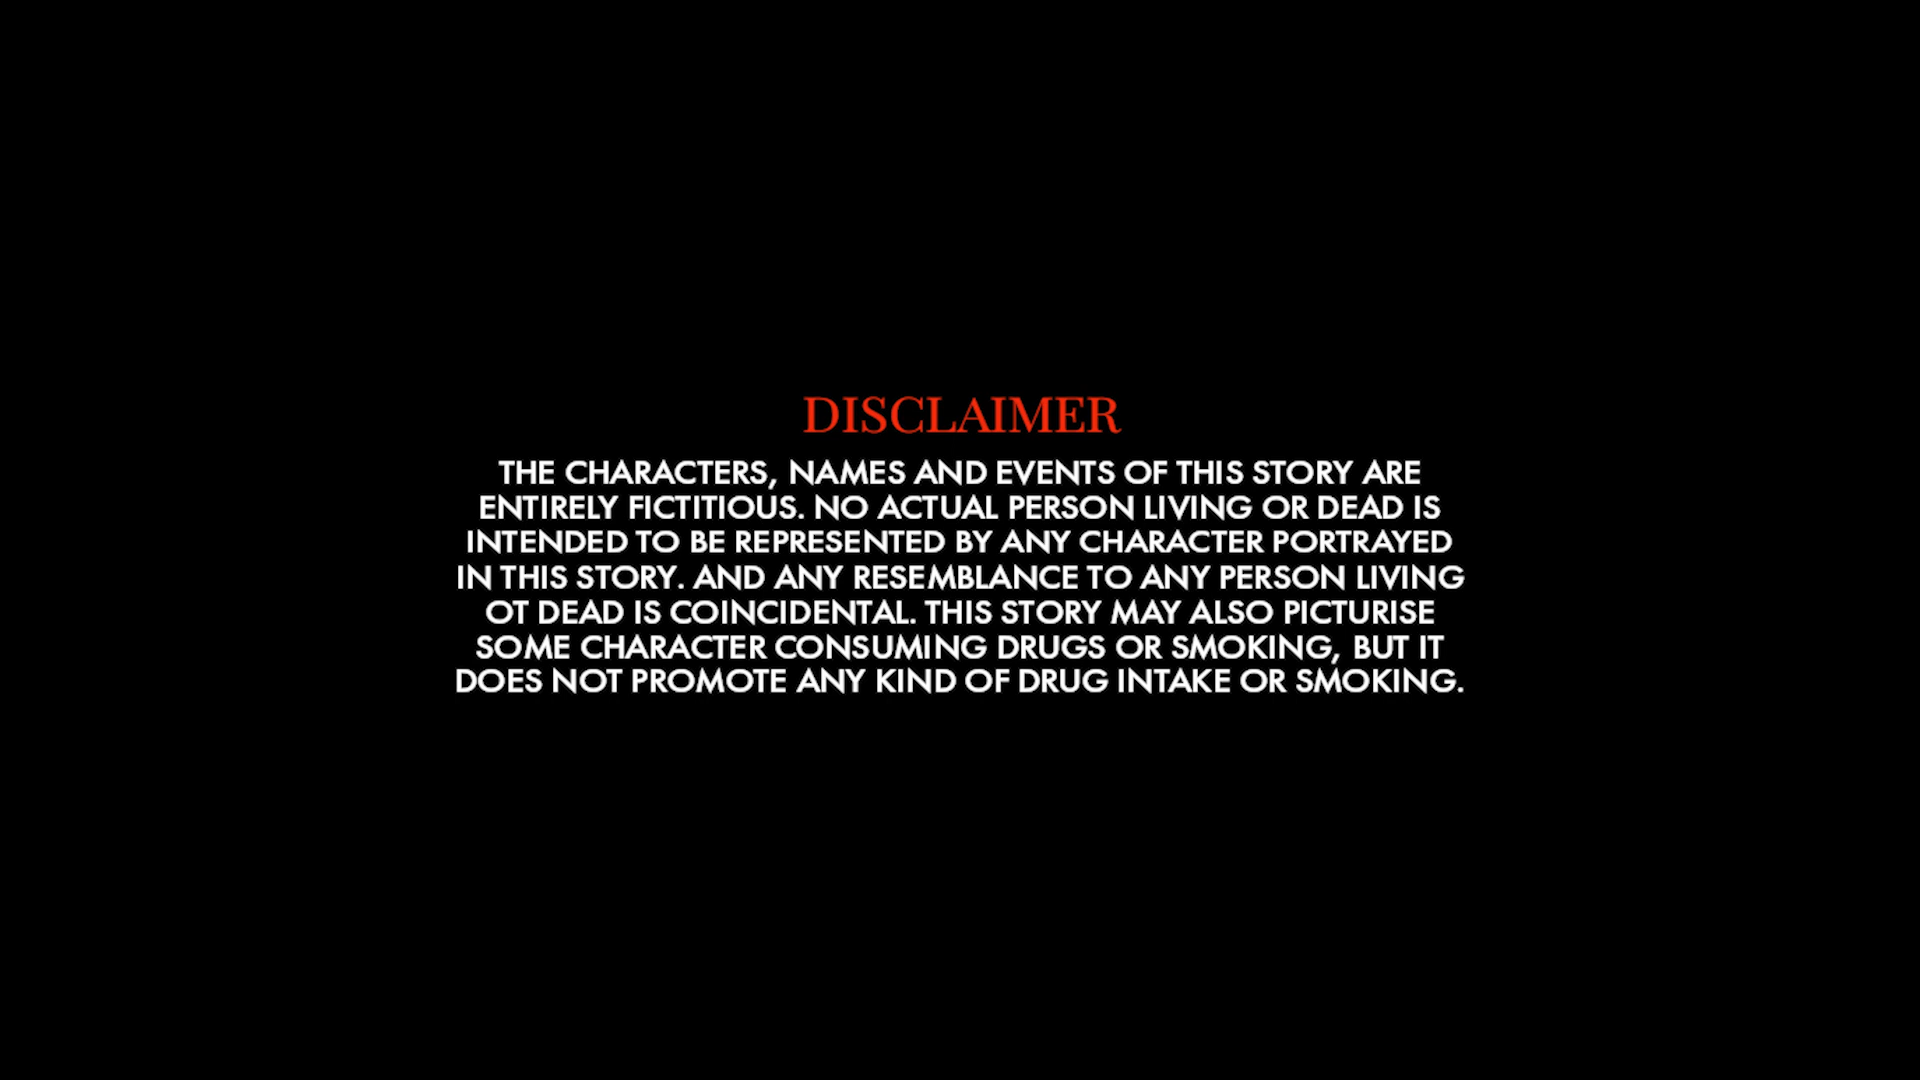 DISCLAIMER
THE CHARACTERS, NAMES AND EVENTS OF THIS STORY ARE
ENTIRELY FICTITIOUS. NO ACTUAL PERSON LIVING OR DEAD IS
INTENDED TO BE REPRESENTED BY ANY CHARACTER PORTRAYED
IN THIS STORY. AND ANY RESEMBLANCE TO ANY PERSON LIVING
OT DEAD IS COINCIDENTAL. THIS STORY MAY ALSO PICTURISE
SOME CHARACTER CONSUMING DRUGS OR SMOKING, BUT IT
DOES NOT PROMOTE ANY KIND OF DRUG INTAKE OR SMOKING.